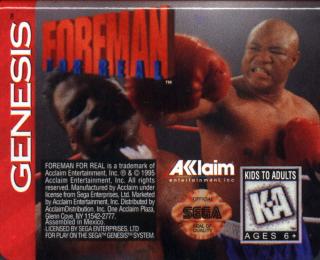 GENESIS
FOREMAN
FOR REAL
™
FOREMAN FOR REAL is a trademark of
Acclaim Entertainment, Inc. ® & © 1995
Acclaim Entertainment, Inc. All rights
reserved. Manufactured by Acclaim under
license from Sega Enterprises, Ltd. Marketed
by Acclaim Entertainment, Inc. Distributed by
AcclaimDistribution, Inc. One Acclaim Plaza,
Glenn Cove, NY 11542-2777.
Assembled in Mexico.
LICENSED BY SEGA ENTERPRISES LTD
FOR PLAY ON THE SEGA™ GENESIS™ SYSTEM.
AKClaim
entertainment inc
OFFICIAL
SEGA
SEAL OF
QUALITY
KIDS TO ADULTS
K-A
AGES 6+